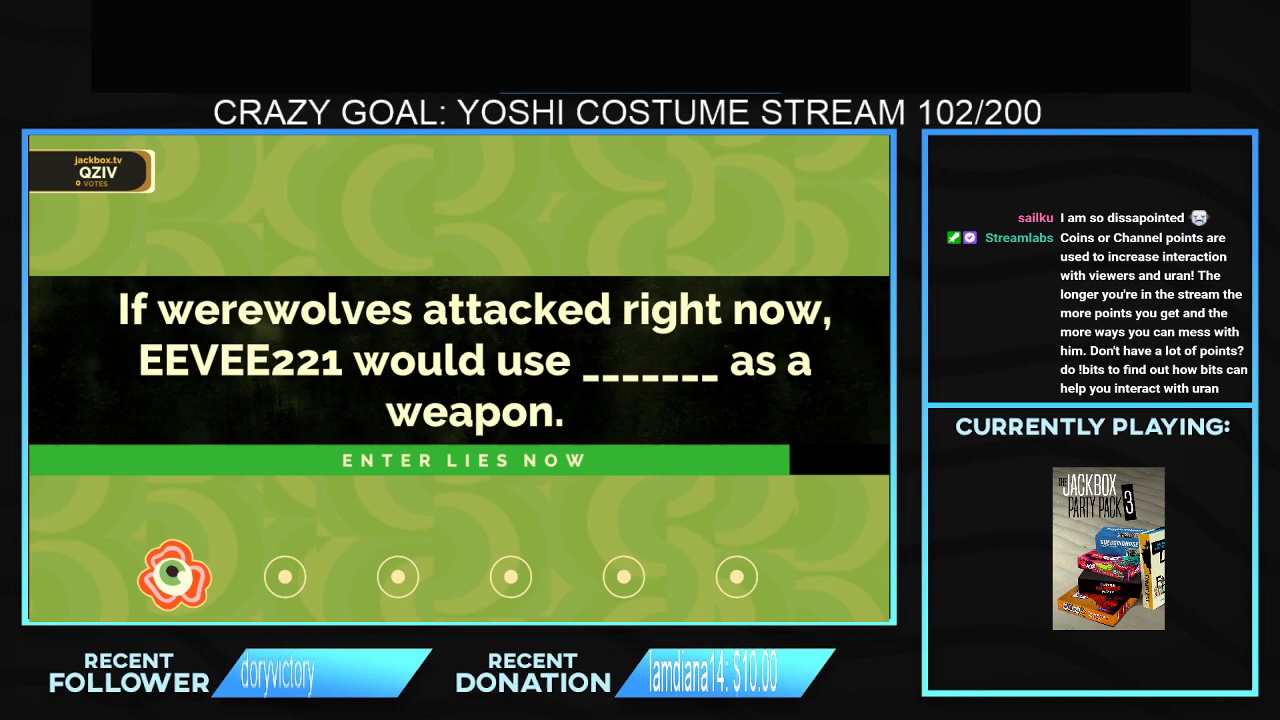 CRAZY GOAL: YOSHI COSTUME STREAM 102/200
jackbox.tv
QZIV
0 VOTES
If werewolves attacked right now,
EEVEE221 would use _______ as a
weapon.
ENTER LIES NOW
sailku I am so dissapointed
Streamlabs Coins or Channel points are
used to increase interaction
with viewers and uran! The
longer you're in the stream the
more points you get and the
more ways you can mess with
him. Don't have a lot of points?
do !bits to find out how bits can
help you interact with uran
CURRENTLY PLAYING:
THE JACKBOX
PARTY PACK 3
RECENT
FOLLOWER
doryvictory
RECENT
DONATION
lamdiana14: $10.00